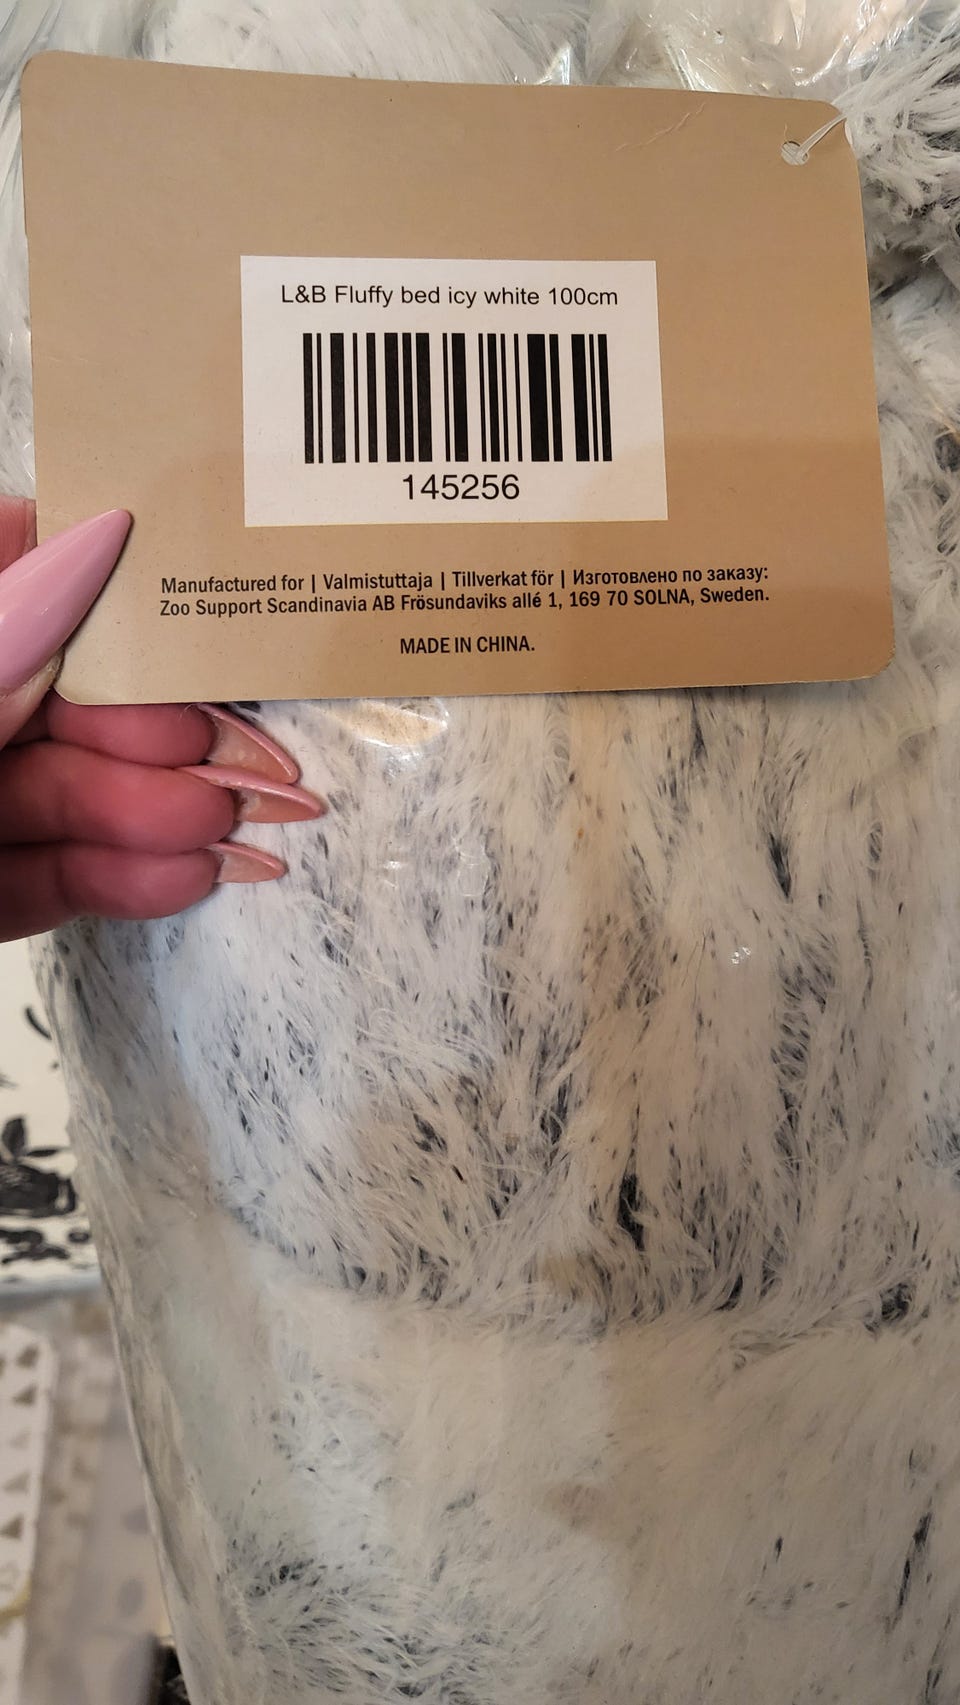 L&B Fluffy bed icy white 100cm
145256
Manufactured for | Valmistuttaja | Tillverkat för | Изготовлено по заказу:
Zoo Support Scandinavia AB Frösundaviks allé 1, 169 70 SOLNA, Sweden.
MADE IN CHINA.